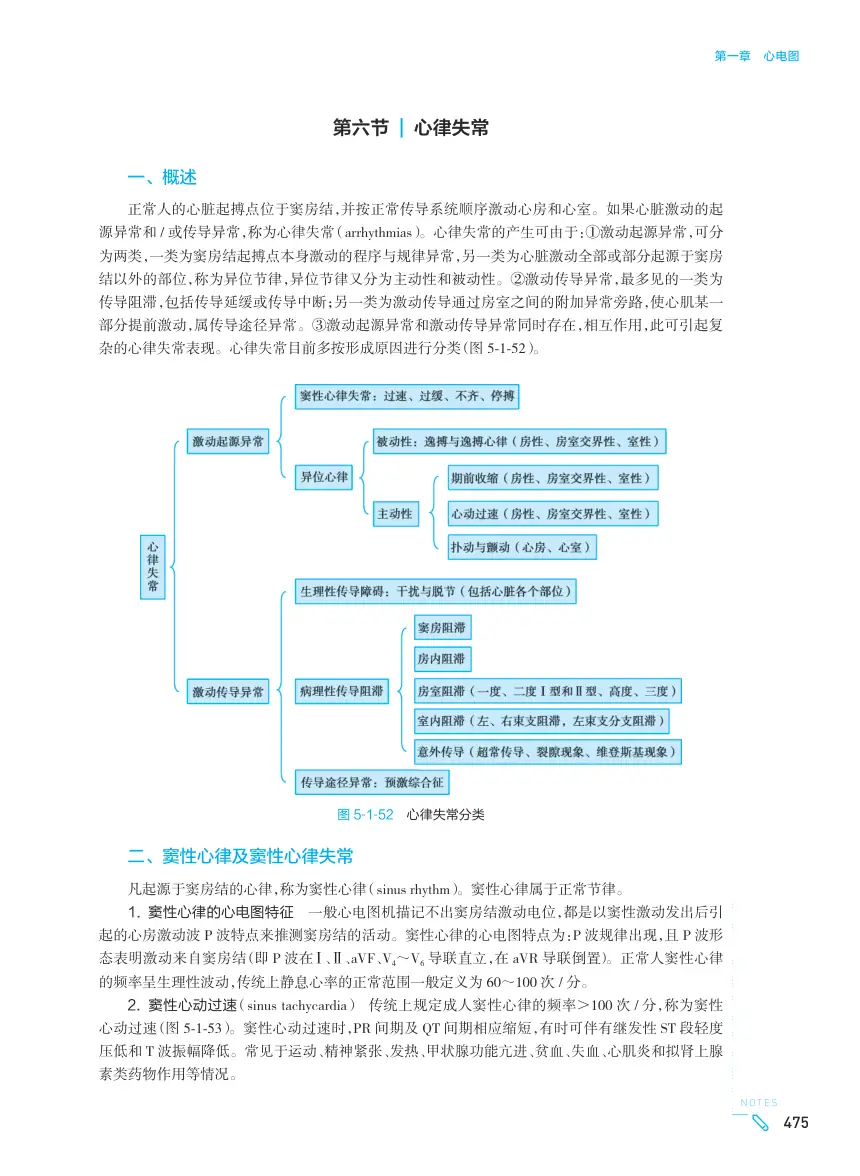 第一章 心电图
第六节 | 心律失常
一、概述
正常人的心脏起搏点位于窦房结,并按正常传导系统顺序激动心房和心室。如果心脏激动的起
源异常和 / 或传导异常,称为心律失常(arrhythmias)。心律失常的产生可由于:①激动起源异常,可分
为两类,一类为窦房结起搏点本身激动的程序与规律异常,另一类为心脏激动全部或部分起源于窦房
结以外的部位,称为异位节律,异位节律又分为主动性和被动性。②激动传导异常,最多见的一类为
传导阻滞,包括传导延缓或传导中断;另一类为激动传导通过房室之间的附加异常旁路,使心肌某一
部分提前激动,属传导途径异常。③激动起源异常和激动传导异常同时存在,相互作用,此可引起复
杂的心律失常表现。心律失常目前多按形成原因进行分类(图 5-1-52)。
心律失常
激动起源异常
窦性心律失常:过速、过缓、不齐、停搏
异位心律
被动性:逸搏与逸搏心律(房性、房室交界性、室性)
主动性
期前收缩(房性、房室交界性、室性)
心动过速(房性、房室交界性、室性)
扑动与颤动(心房、心室)
激动传导异常
生理性传导障碍:干扰与脱节(包括心脏各个部位)
病理性传导阻滞
窦房阻滞
房内阻滞
房室阻滞(一度、二度Ⅰ型和Ⅱ型、高度、三度)
室内阻滞(左、右束支阻滞,左束支分支阻滞)
意外传导(超常传导、裂隙现象、维登斯基现象)
传导途径异常:预激综合征
图 5-1-52 心律失常分类
二、窦性心律及窦性心律失常
凡起源于窦房结的心律,称为窦性心律(sinus rhythm)。窦性心律属于正常节律。
1. 窦性心律的心电图特征 一般心电图机描记不出窦房结激动电位,都是以窦性激动发出后引
起的心房激动波 P 波特点来推测窦房结的活动。窦性心律的心电图特点为:P 波规律出现,且 P 波形
态表明激动来自窦房结(即 P 波在Ⅰ、Ⅱ、aVF、V4~V6 导联直立,在 aVR 导联倒置)。正常人窦性心律
的频率呈生理性波动,传统上静息心率的正常范围一般定义为 60~100 次 / 分。
2. 窦性心动过速(sinus tachycardia) 传统上规定成人窦性心律的频率>100 次 / 分,称为窦性
心动过速(图 5-1-53)。窦性心动过速时,PR 间期及 QT 间期相应缩短,有时可伴有继发性 ST 段轻度
压低和 T 波振幅降低。常见于运动、精神紧张、发热、甲状腺功能亢进、贫血、失血、心肌炎和拟肾上腺
素类药物作用等情况。
NOTES
475